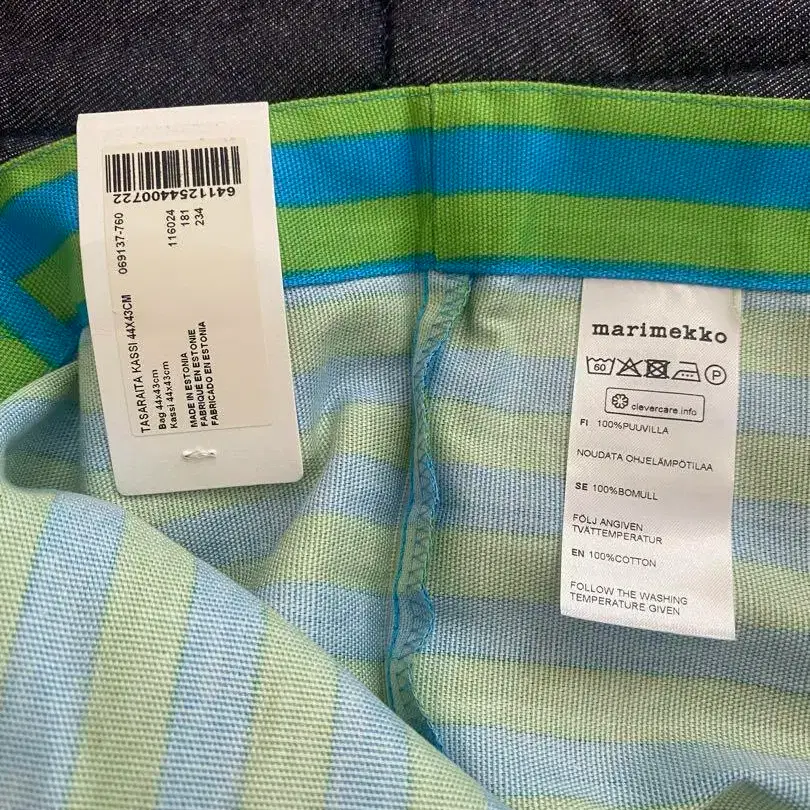 6411254400722
069137-760
116024
181
234
TASARAITA KASSI 44X43CM
Bag 44x43cm
Kassi 44x43cm
MADE IN ESTONIA
FABRIQUE EN ESTONIE
FABRICADO EN ESTONIA
marimekko
60
P
clevercare.info
FI 100%PUUVILLA
NOUDATA OHJELÄMPÖTILAA
SE 100%BOMULL
FÖLJ ANGIVEN
TVÄTTEMPERATUR
EN 100%COTTON
FOLLOW THE WASHING
TEMPERATURE GIVEN